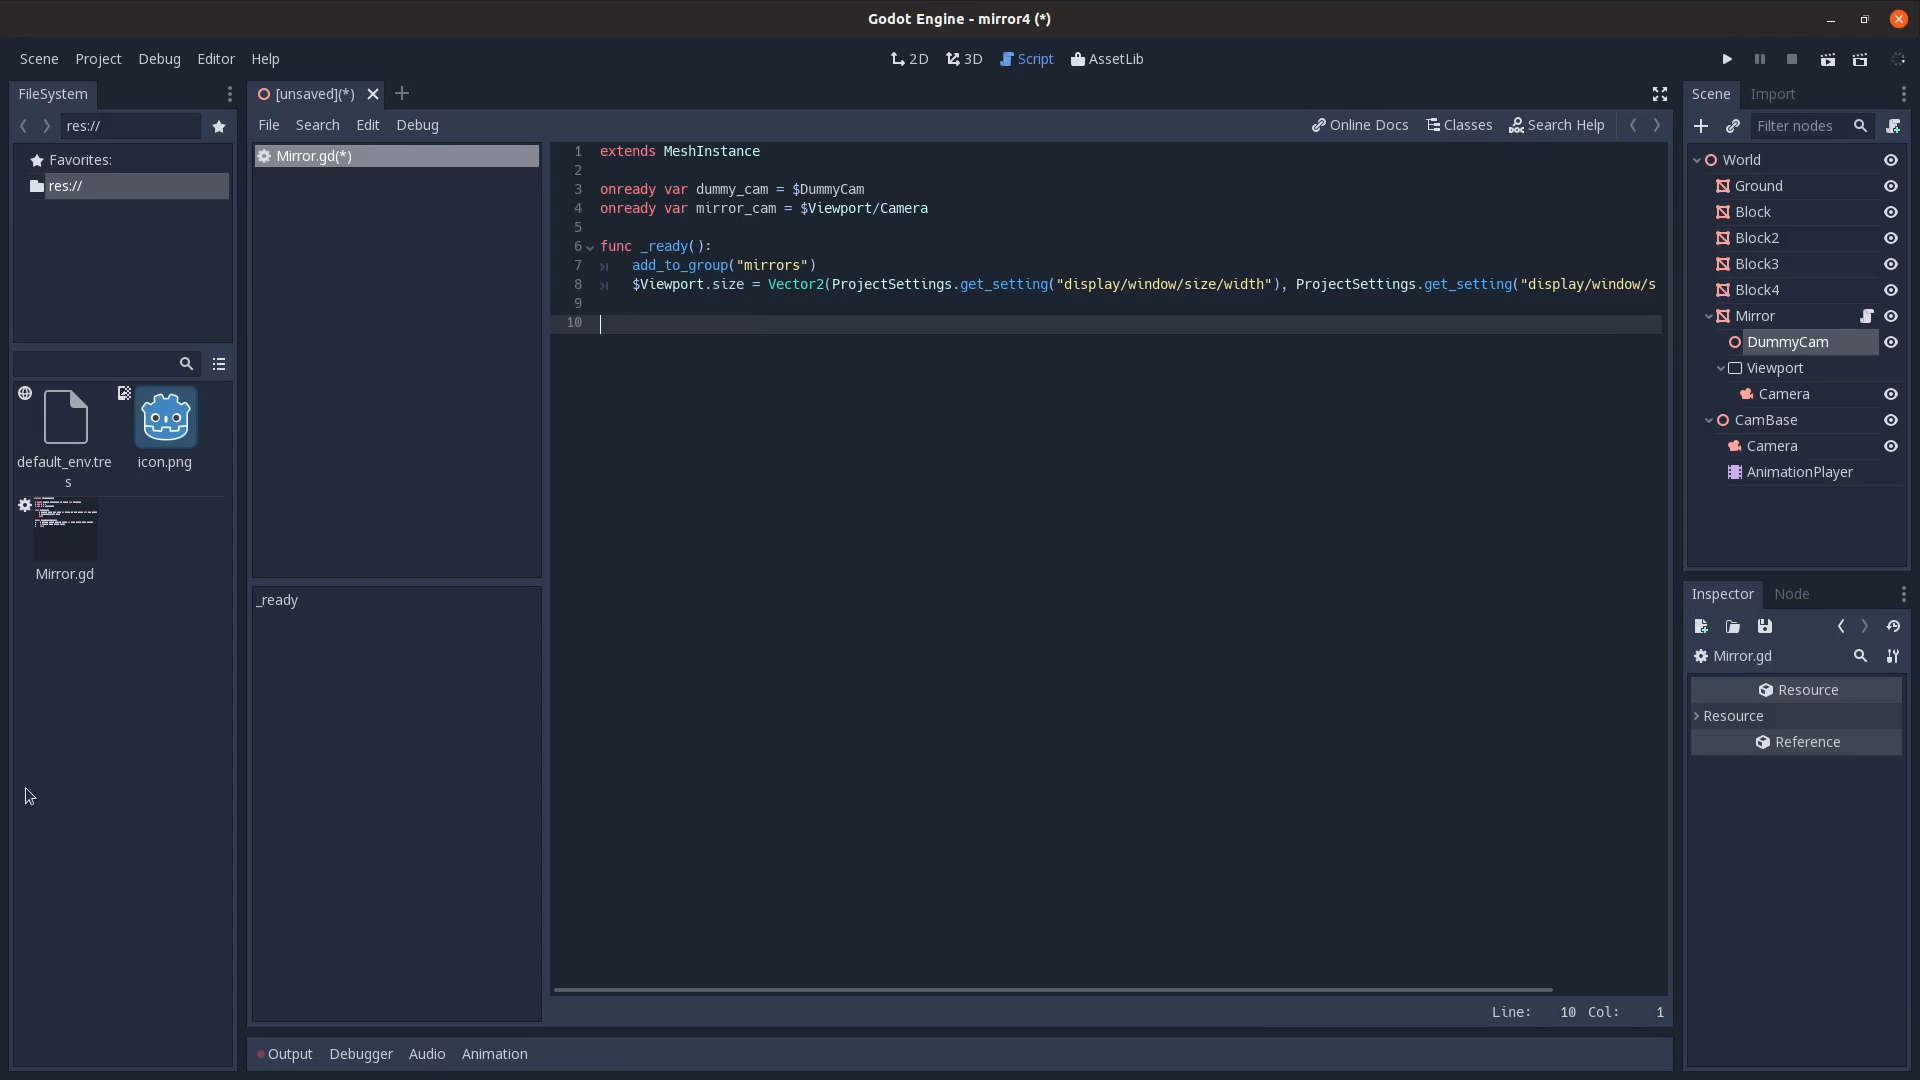 Godot Engine - mirror4 (*)
Scene Project Debug Editor Help
2D 3D Script AssetLib
FileSystem
[unsaved](*)
Scene Import
res://
File Search Edit Debug
Online Docs Classes Search Help
Filter nodes
Favorites:
res://
Mirror.gd(*)
1 extends MeshInstance
2
3 onready var dummy_cam = $DummyCam
4 onready var mirror_cam = $Viewport/Camera
5
6 func _ready():
7 add_to_group("mirrors")
8 $Viewport.size = Vector2(ProjectSettings.get_setting("display/window/size/width"), ProjectSettings.get_setting("display/window/s
9
10
World
Ground
Block
Block2
Block3
Block4
Mirror
DummyCam
Viewport
Camera
CamBase
Camera
AnimationPlayer
default_env.tre
s
icon.png
Mirror.gd
_ready
Inspector Node
Mirror.gd
Resource
Resource
Reference
Line: 10 Col: 1
Output Debugger Audio Animation